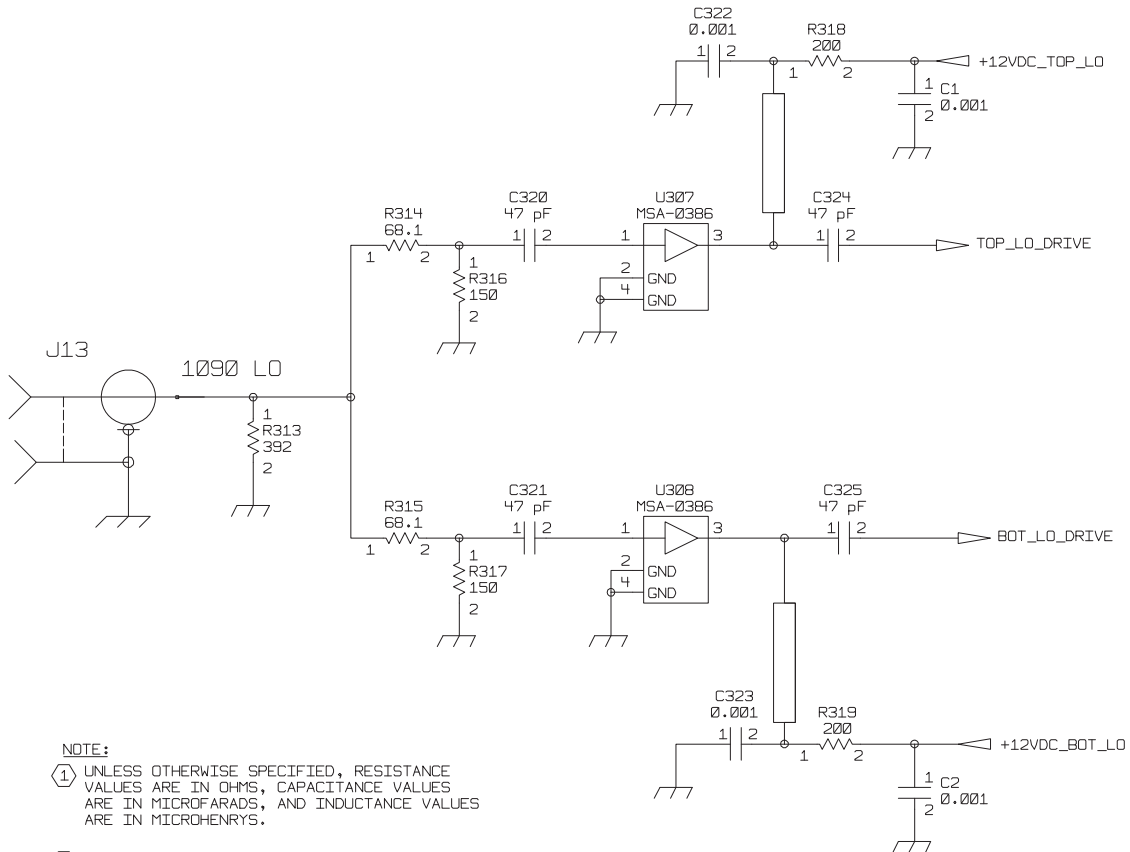 C322
0.001
1 2
R318
200
1 2
+12VDC_TOP_LO
1
C1
0.001
2
R314
68.1
1 2
C320
47 pF
1 2
U307
MSA-0386
1 3
2
GND
4
GND
C324
47 pF
1 2
TOP_LO_DRIVE
1
R316
150
2
J13
1090 LO
1
R313
392
2
R315
68.1
1 2
C321
47 pF
1 2
U308
MSA-0386
1 3
2
GND
4
GND
C325
47 pF
1 2
BOT_LO_DRIVE
1
R317
150
2
C323
0.001
1 2
R319
200
1 2
+12VDC_BOT_LO
1
C2
0.001
2
NOTE:
1 UNLESS OTHERWISE SPECIFIED, RESISTANCE
VALUES ARE IN OHMS, CAPACITANCE VALUES
ARE IN MICROFARADS, AND INDUCTANCE VALUES
ARE IN MICROHENRYS.